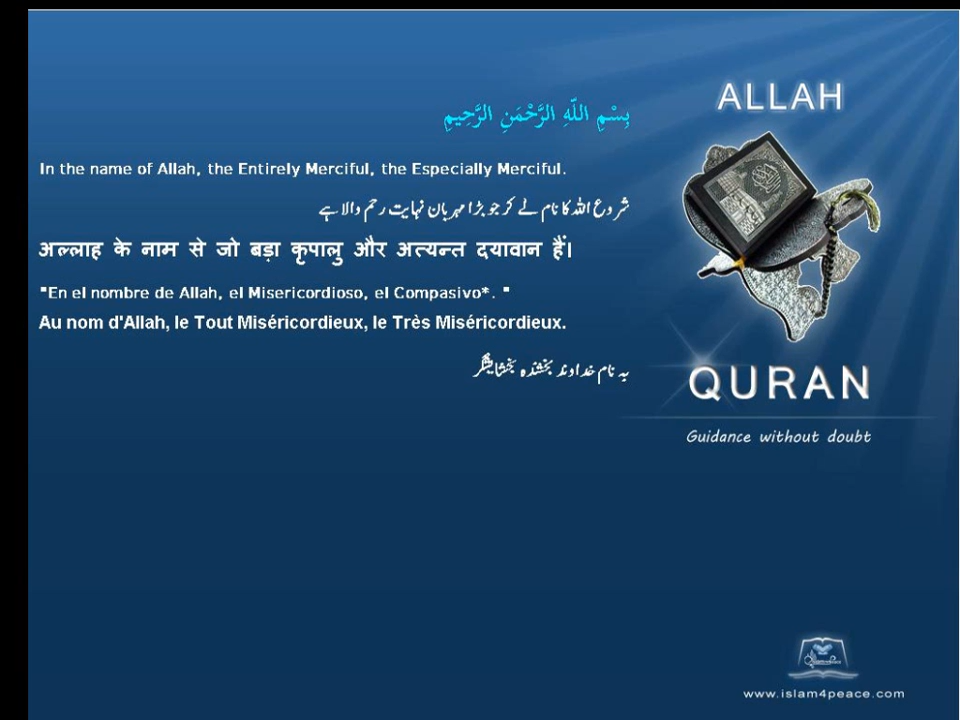 بِسْمِ اللّهِ الرَّحْمَنِ الرَّحِيمِ
In the name of Allah, the Entirely Merciful, the Especially Merciful.
شروع الله کا نام لے کر جو بڑا مہربان نہایت رحم والا ہے
अल्लाह के नाम से जो बड़ा कृपालु और अत्यन्त दयावान हैं।
"En el nombre de Allah, el Misericordioso, el Compasivo*. "
Au nom d'Allah, le Tout Miséricordieux, le Très Miséricordieux.
به نام خداوند بخشنده بخشایشگر
ALLAH
QURAN
Guidance without doubt
www.islam4peace.com